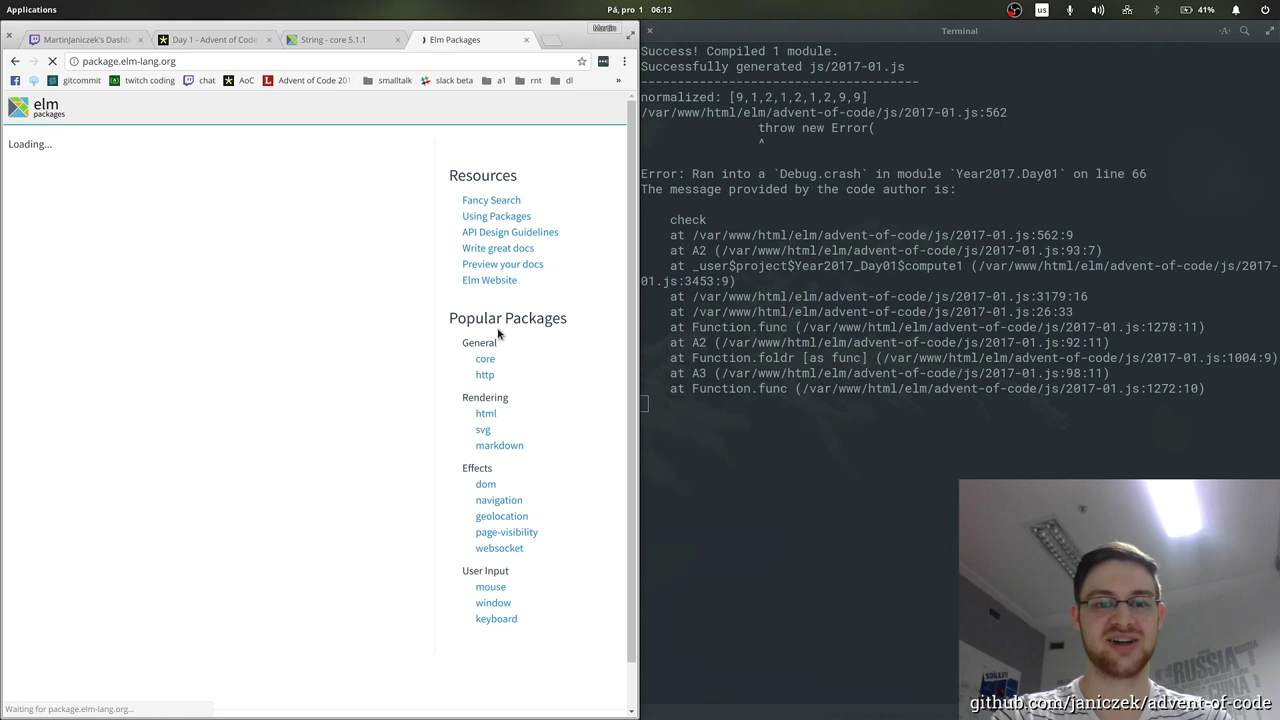 Applications
Pá, pro 1 06:13
us
41%
MartinJaniczek's Dashb
Day 1 - Advent of Code
String - core 5.1.1
Elm Packages
Martin
package.elm-lang.org
gitcommit
twitch coding
chat
AoC
Advent of Code 201
smalltalk
slack beta
a1
rnt
dl
»
elm
packages
Loading...
Resources
Fancy Search
Using Packages
API Design Guidelines
Write great docs
Preview your docs
Elm Website
Popular Packages
General
core
http
Rendering
html
svg
markdown
Effects
dom
navigation
geolocation
page-visibility
websocket
User Input
mouse
window
keyboard
Waiting for package.elm-lang.org...
Terminal
Success! Compiled 1 module.
Successfully generated js/2017-01.js
------------------------------------
normalized: [9,1,2,1,2,1,2,9,9]
/var/www/html/elm/advent-of-code/js/2017-01.js:562
throw new Error(
^
Error: Ran into a `Debug.crash` in module `Year2017.Day01` on line 66
The message provided by the code author is:
check
at /var/www/html/elm/advent-of-code/js/2017-01.js:562:9
at A2 (/var/www/html/elm/advent-of-code/js/2017-01.js:93:7)
at _user$project$Year2017_Day01$compute1 (/var/www/html/elm/advent-of-code/js/2017-
01.js:3453:9)
at /var/www/html/elm/advent-of-code/js/2017-01.js:3179:16
at /var/www/html/elm/advent-of-code/js/2017-01.js:26:33
at Function.func (/var/www/html/elm/advent-of-code/js/2017-01.js:1278:11)
at A2 (/var/www/html/elm/advent-of-code/js/2017-01.js:92:11)
at Function.foldr [as func] (/var/www/html/elm/advent-of-code/js/2017-01.js:1004:9)
at A3 (/var/www/html/elm/advent-of-code/js/2017-01.js:98:11)
at Function.func (/var/www/html/elm/advent-of-code/js/2017-01.js:1272:10)
RUSSIA
github.com/janiczek/advent-of-code